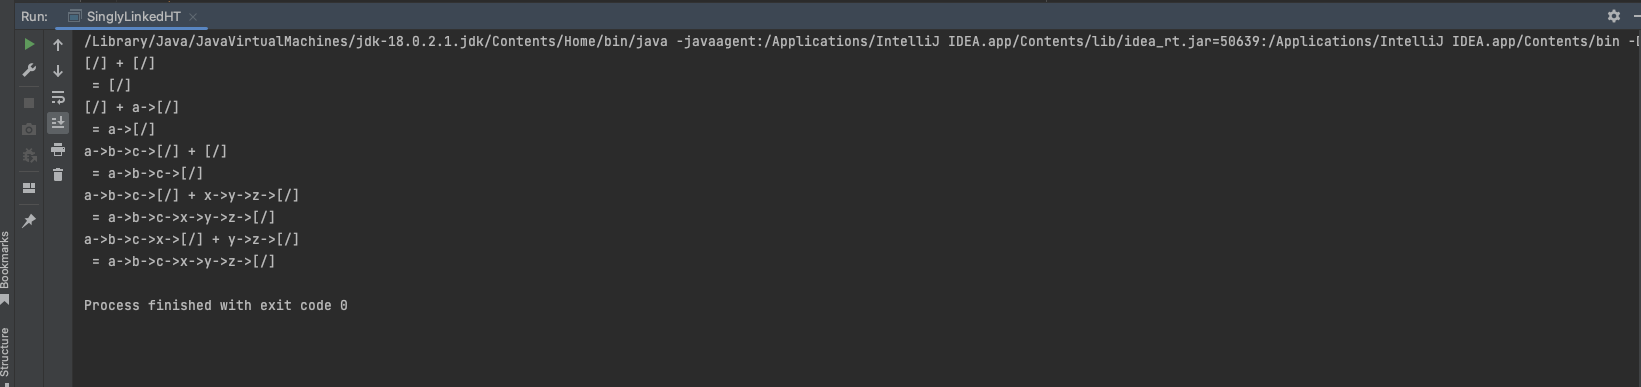 Run: SinglyLinkedHT
/Library/Java/JavaVirtualMachines/jdk-18.0.2.1.jdk/Contents/Home/bin/java -javaagent:/Applications/IntelliJ IDEA.app/Contents/lib/idea_rt.jar=50639:/Applications/IntelliJ IDEA.app/Contents/bin
[/] + [/]
 = [/]
[/] + a->[/]
 = a->[/]
a->b->c->[/] + [/]
 = a->b->c->[/]
a->b->c->[/] + x->y->z->[/]
 = a->b->c->x->y->z->[/]
a->b->c->x->[/] + y->z->[/]
 = a->b->c->x->y->z->[/]
Process finished with exit code 0
Bookmarks
Structure